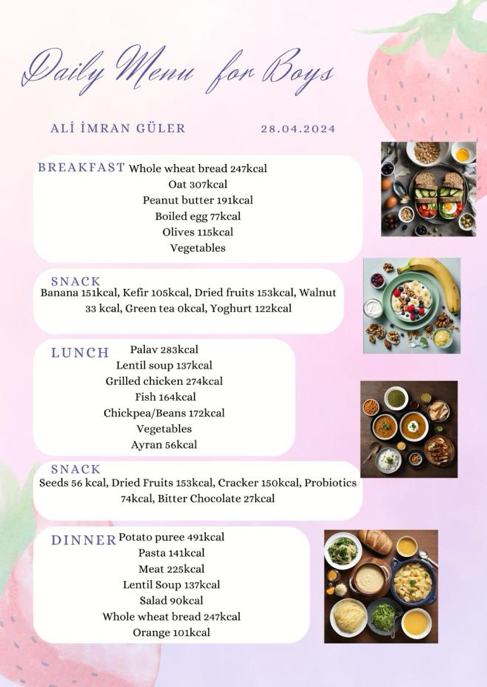 Daily Menu for Boys
ALİ İMRAN GÜLER
28.04.2024
BREAKFAST Whole wheat bread 247kcal
Oat 307kcal
Peanut butter 191kcal
Boiled egg 77kcal
Olives 115kcal
Vegetables
SNACK
Banana 151kcal, Kefir 105kcal, Dried fruits 153kcal, Walnut
33 kcal, Green tea 0kcal, Yoghurt 122kcal
LUNCH Palav 283kcal
Lentil soup 137kcal
Grilled chicken 274kcal
Fish 164kcal
Chickpea/Beans 172kcal
Vegetables
Ayran 56kcal
SNACK
Seeds 56 kcal, Dried Fruits 153kcal, Cracker 150kcal, Probiotics
74kcal, Bitter Chocolate 27kcal
DINNER Potato puree 491kcal
Pasta 141kcal
Meat 225kcal
Lentil Soup 137kcal
Salad 90kcal
Whole wheat bread 247kcal
Orange 101kcal